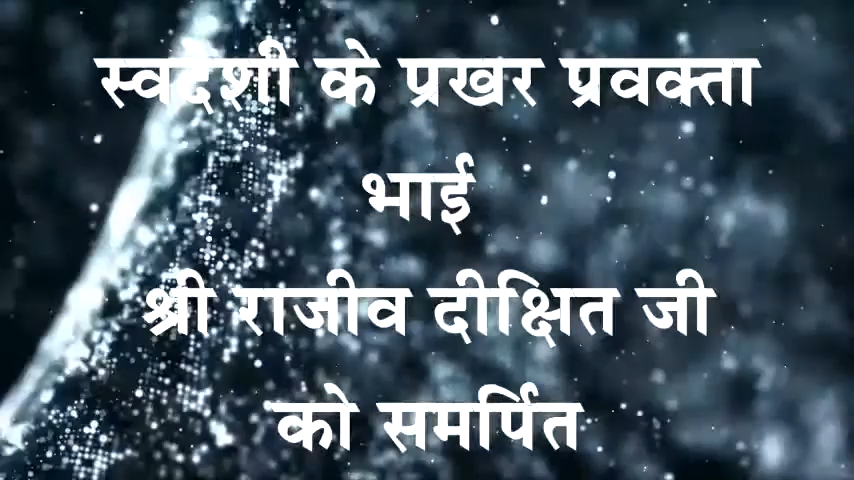 स्वदेशी के प्रखर प्रवक्ता
भाई
श्री राजीव दीक्षित जी
को समर्पित